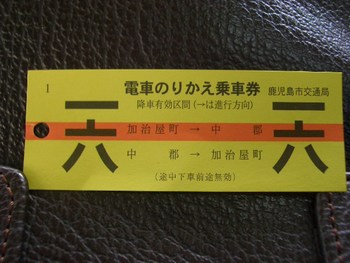 1 電車のりかえ乗車券 鹿児島市交通局
降車有効区間(→は進行方向)
一六 加治屋町 → 中郡 一六
中郡 → 加治屋町
(途中下車前途無効)